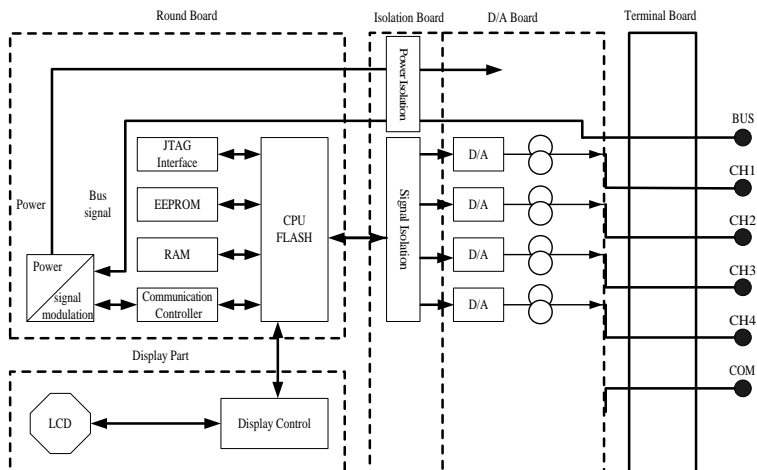 Round Board
Isolation Board
D/A Board
Terminal Board
Power Isolation
BUS
JTAG
Interface
D/A
CH1
Power
Bus
signal
EEPROM
CPU
FLASH
Signal Isolation
D/A
CH2
RAM
D/A
Power
signal
modulation
CH3
Communication
Controller
D/A
CH4
Display Part
COM
LCD
Display Control